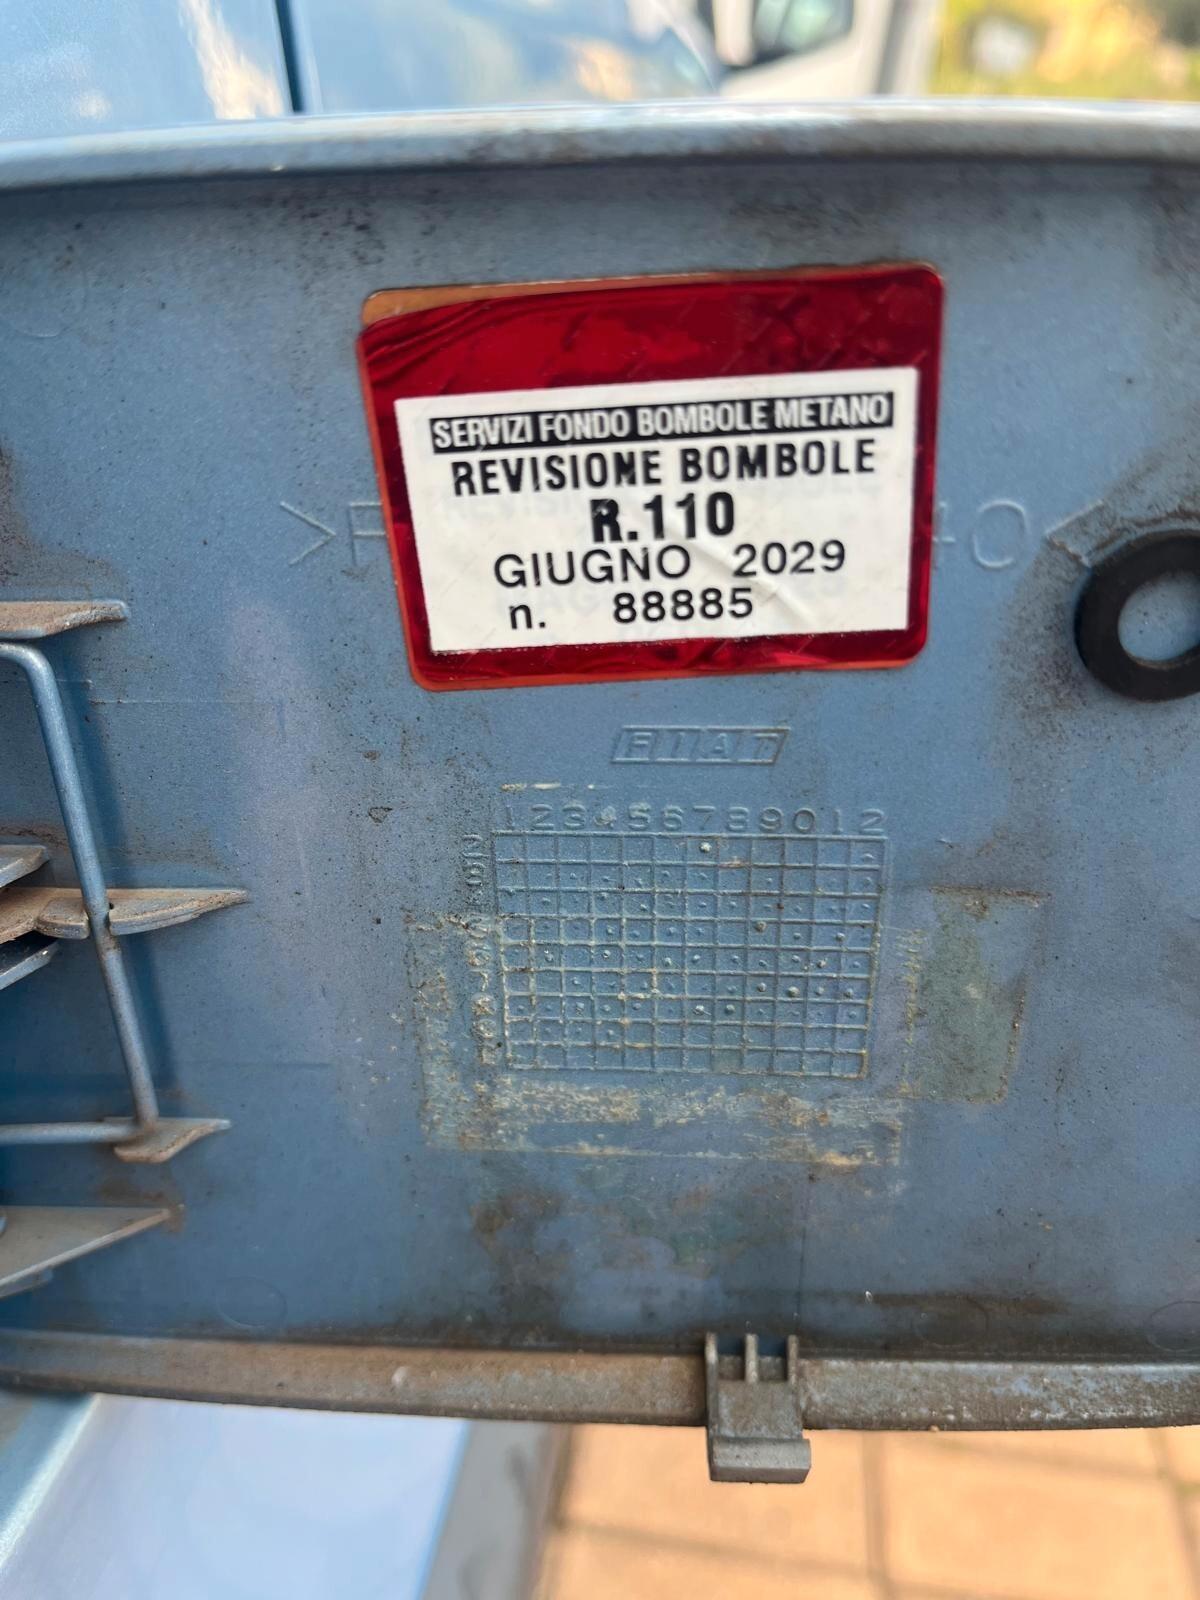 SERVIZI FONDO BOMBOLE METANO
REVISIONE BOMBOLE
R.110
GIUGNO 2029
n. 88885
FIAT
123456789012